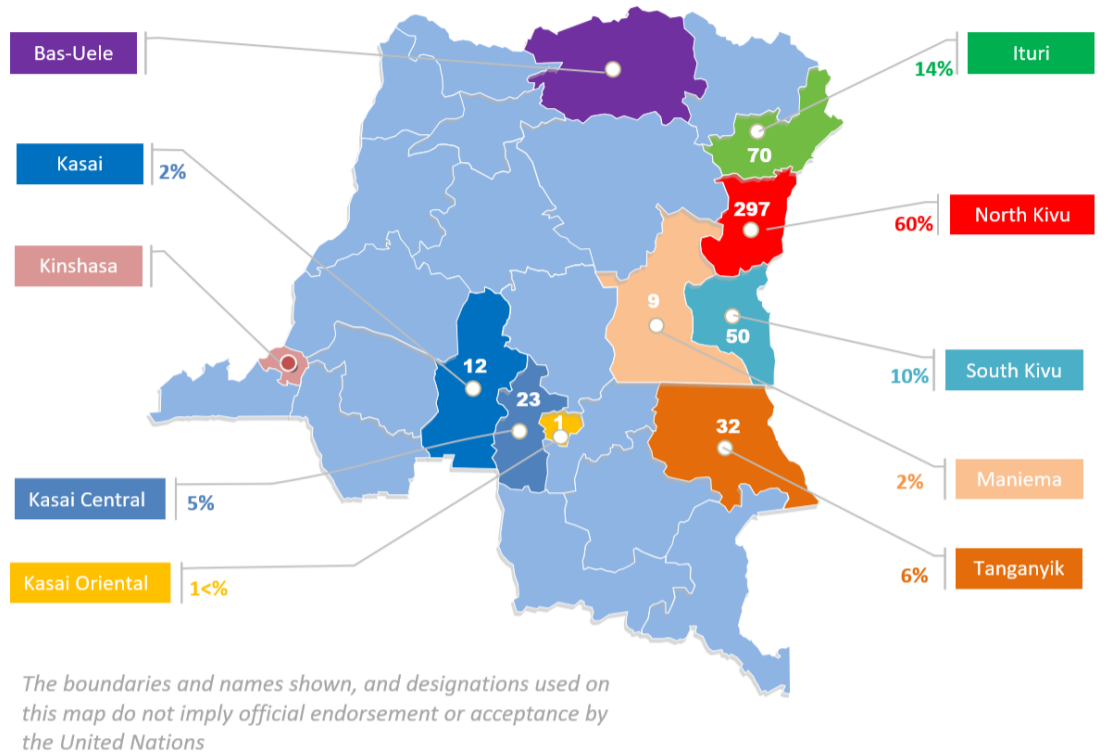 Bas-Uele
Ituri
14%
Kasai
2%
70
297
North Kivu
60%
Kinshasa
9
50
South Kivu
10%
12
23
1
32
Kasai Central
5%
Maniema
2%
Kasai Oriental
1<%
Tanganyik
6%
The boundaries and names shown, and designations used on
this map do not imply official endorsement or acceptance by
the United Nations